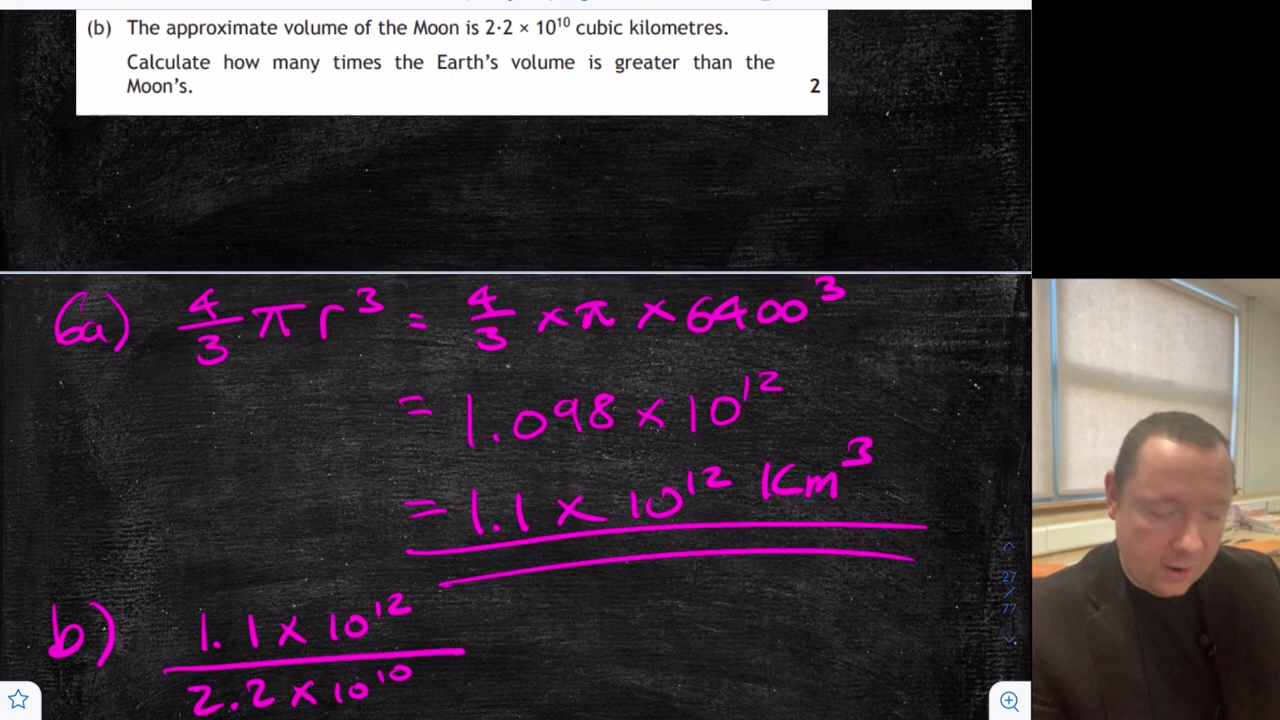 (b) The approximate volume of the Moon is 2·2 × 10¹⁰ cubic kilometres.
Calculate how many times the Earth's volume is greater than the
Moon's. 2
6a) 4/3 π r³ = 4/3 × π × 6400³
= 1.098 × 10¹²
= 1.1 × 10¹² Km³
b) 1.1 × 10¹²
2.2 × 10¹⁰
27
/
77